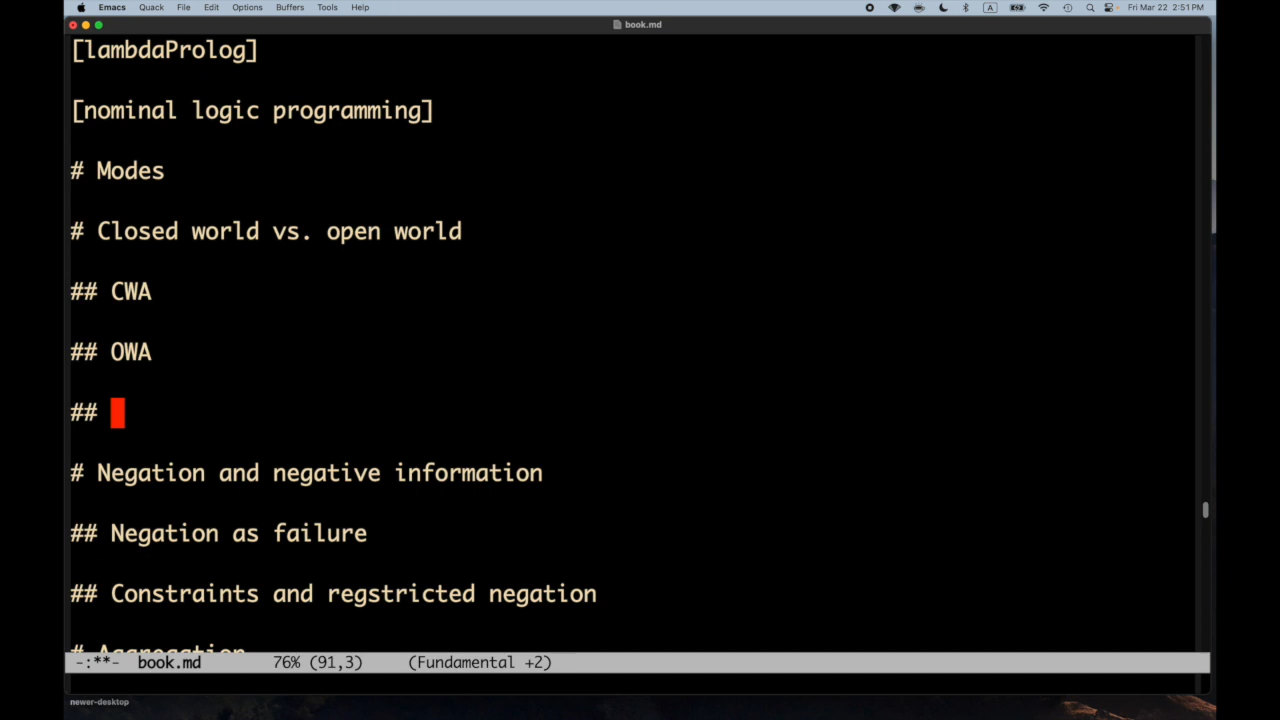 Emacs Quack File Edit Options Buffers Tools Help A Fri Mar 22 2:51 PM
book.md
[lambdaProlog]
[nominal logic programming]
# Modes
# Closed world vs. open world
## CWA
## OWA
##
# Negation and negative information
## Negation as failure
## Constraints and regstricted negation
# Aggregation
-:**- book.md 76% (91,3) (Fundamental +2)
newer-desktop